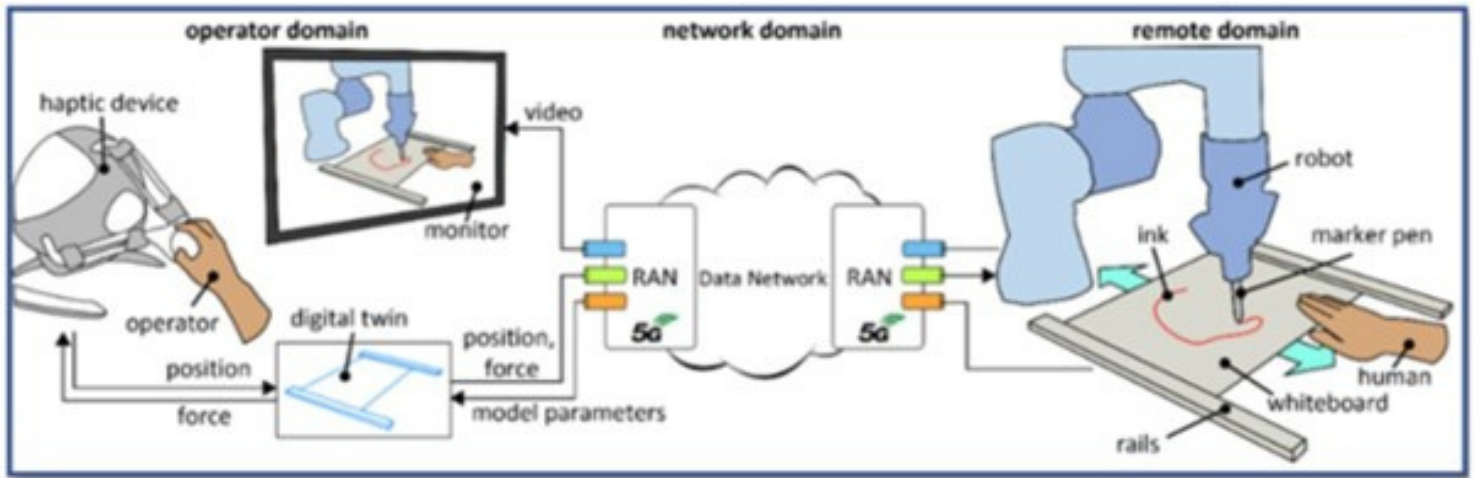 operator domain
network domain
remote domain
haptic device
video
monitor
operator
digital twin
position
force
position,
force
model parameters
RAN
5G
Data Network
RAN
5G
robot
ink
marker pen
human
whiteboard
rails